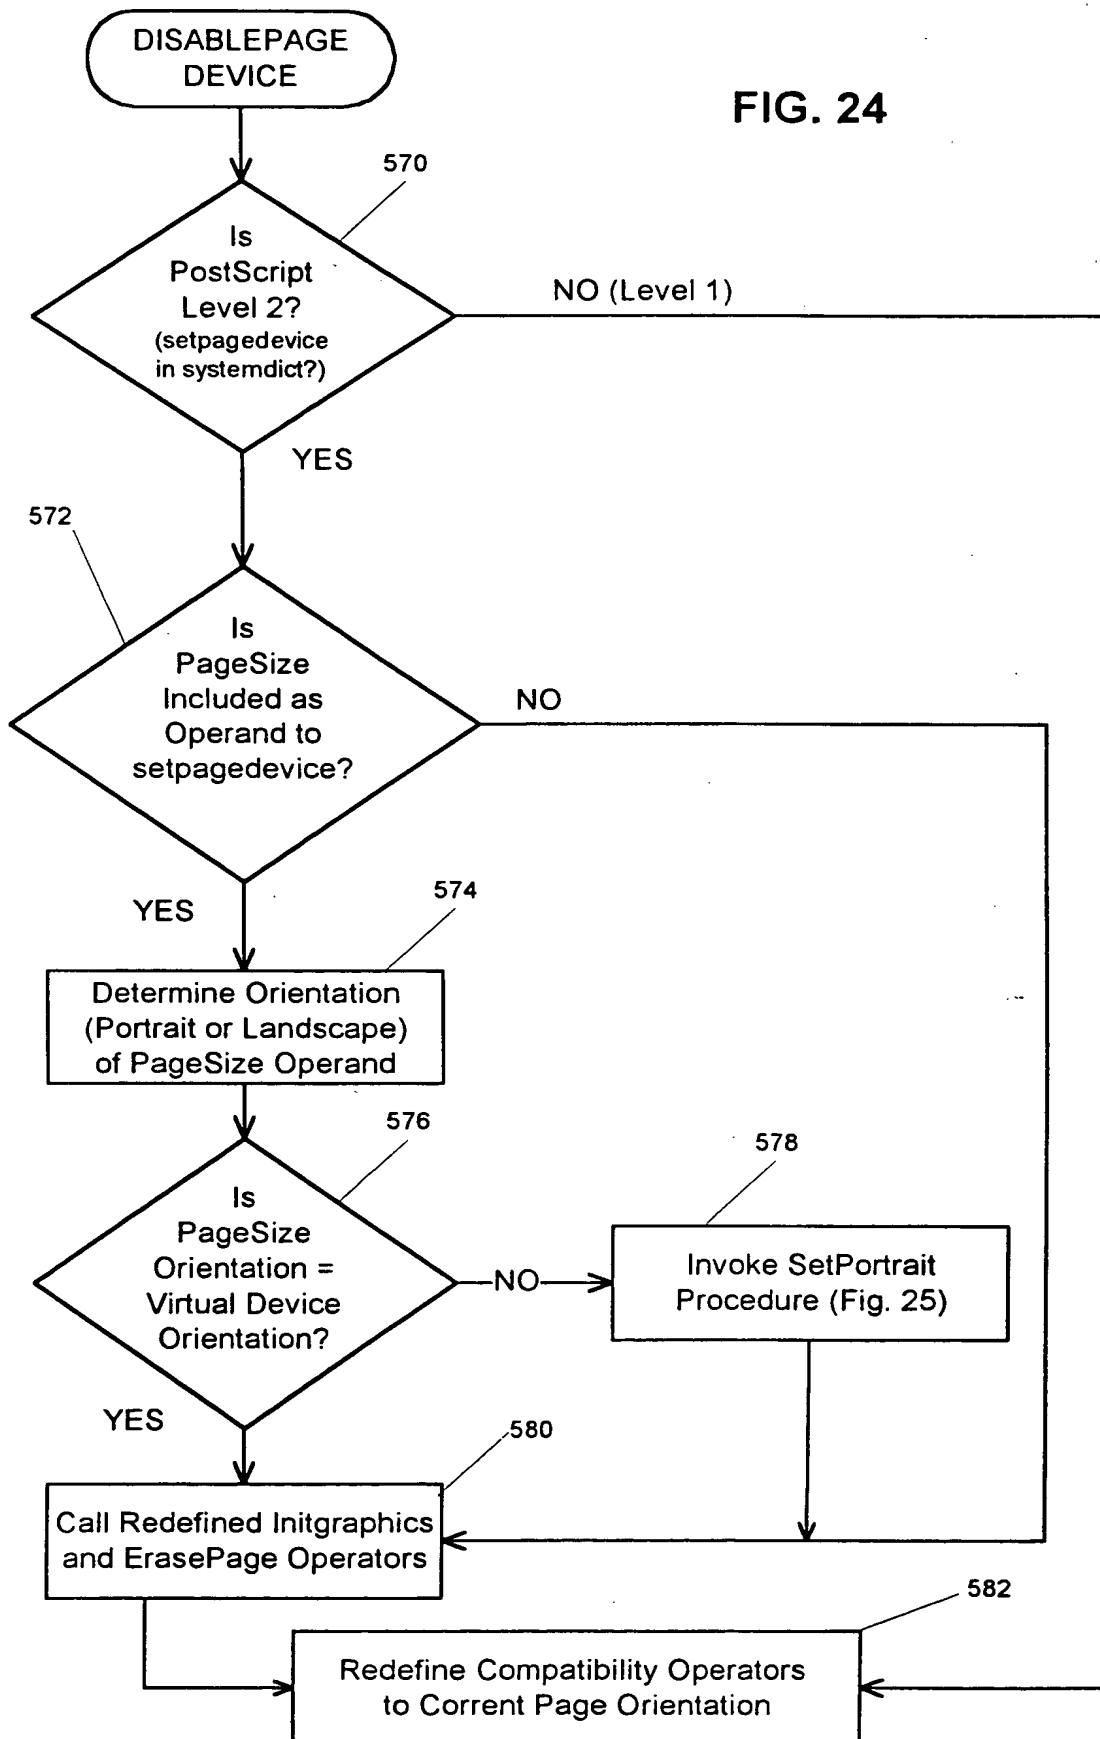 DISABLEPAGE
DEVICE
FIG. 24
570
Is
PostScript
Level 2?
(setpagedevice
in systemdict?)
NO (Level 1)
YES
572
Is
PageSize
Included as
Operand to
setpagedevice?
NO
YES
574
Determine Orientation
(Portrait or Landscape)
of PageSize Operand
576
Is
PageSize
Orientation =
Virtual Device
Orientation?
NO
578
Invoke SetPortrait
Procedure (Fig. 25)
YES
580
Call Redefined Initgraphics
and ErasePage Operators
582
Redefine Compatibility Operators
to Corrent Page Orientation